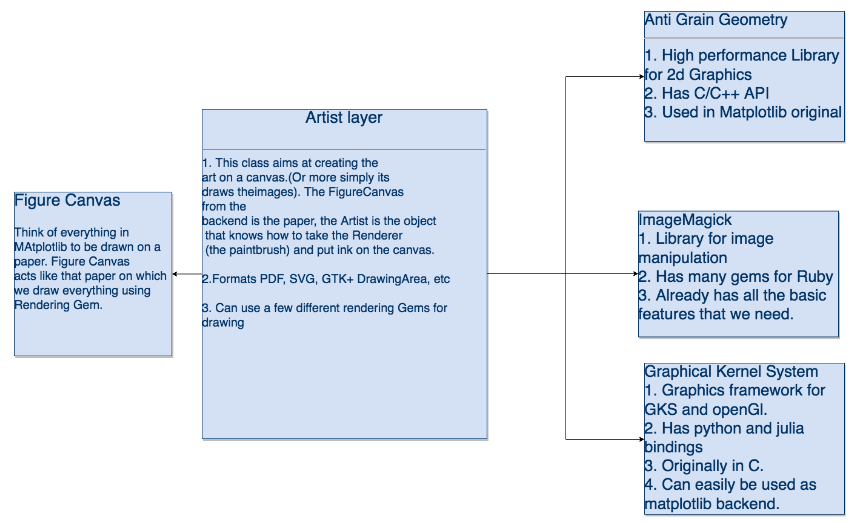 Figure Canvas
Think of everything in
MAtplotlib to be drawn on a
paper. Figure Canvas
acts like that paper on which
we draw everything using
Rendering Gem.
Artist layer
1. This class aims at creating the
art on a canvas.(Or more simply its
draws theimages). The FigureCanvas
from the
backend is the paper, the Artist is the object
that knows how to take the Renderer
(the paintbrush) and put ink on the canvas.
2.Formats PDF, SVG, GTK+ DrawingArea, etc
3. Can use a few different rendering Gems for
drawing
Anti Grain Geometry
1. High performance Library
for 2d Graphics
2. Has C/C++ API
3. Used in Matplotlib original
ImageMagick
1. Library for image
manipulation
2. Has many gems for Ruby
3. Already has all the basic
features that we need.
Graphical Kernel System
1. Graphics framework for
GKS and openGl.
2. Has python and julia
bindings
3. Originally in C.
4. Can easily be used as
matplotlib backend.